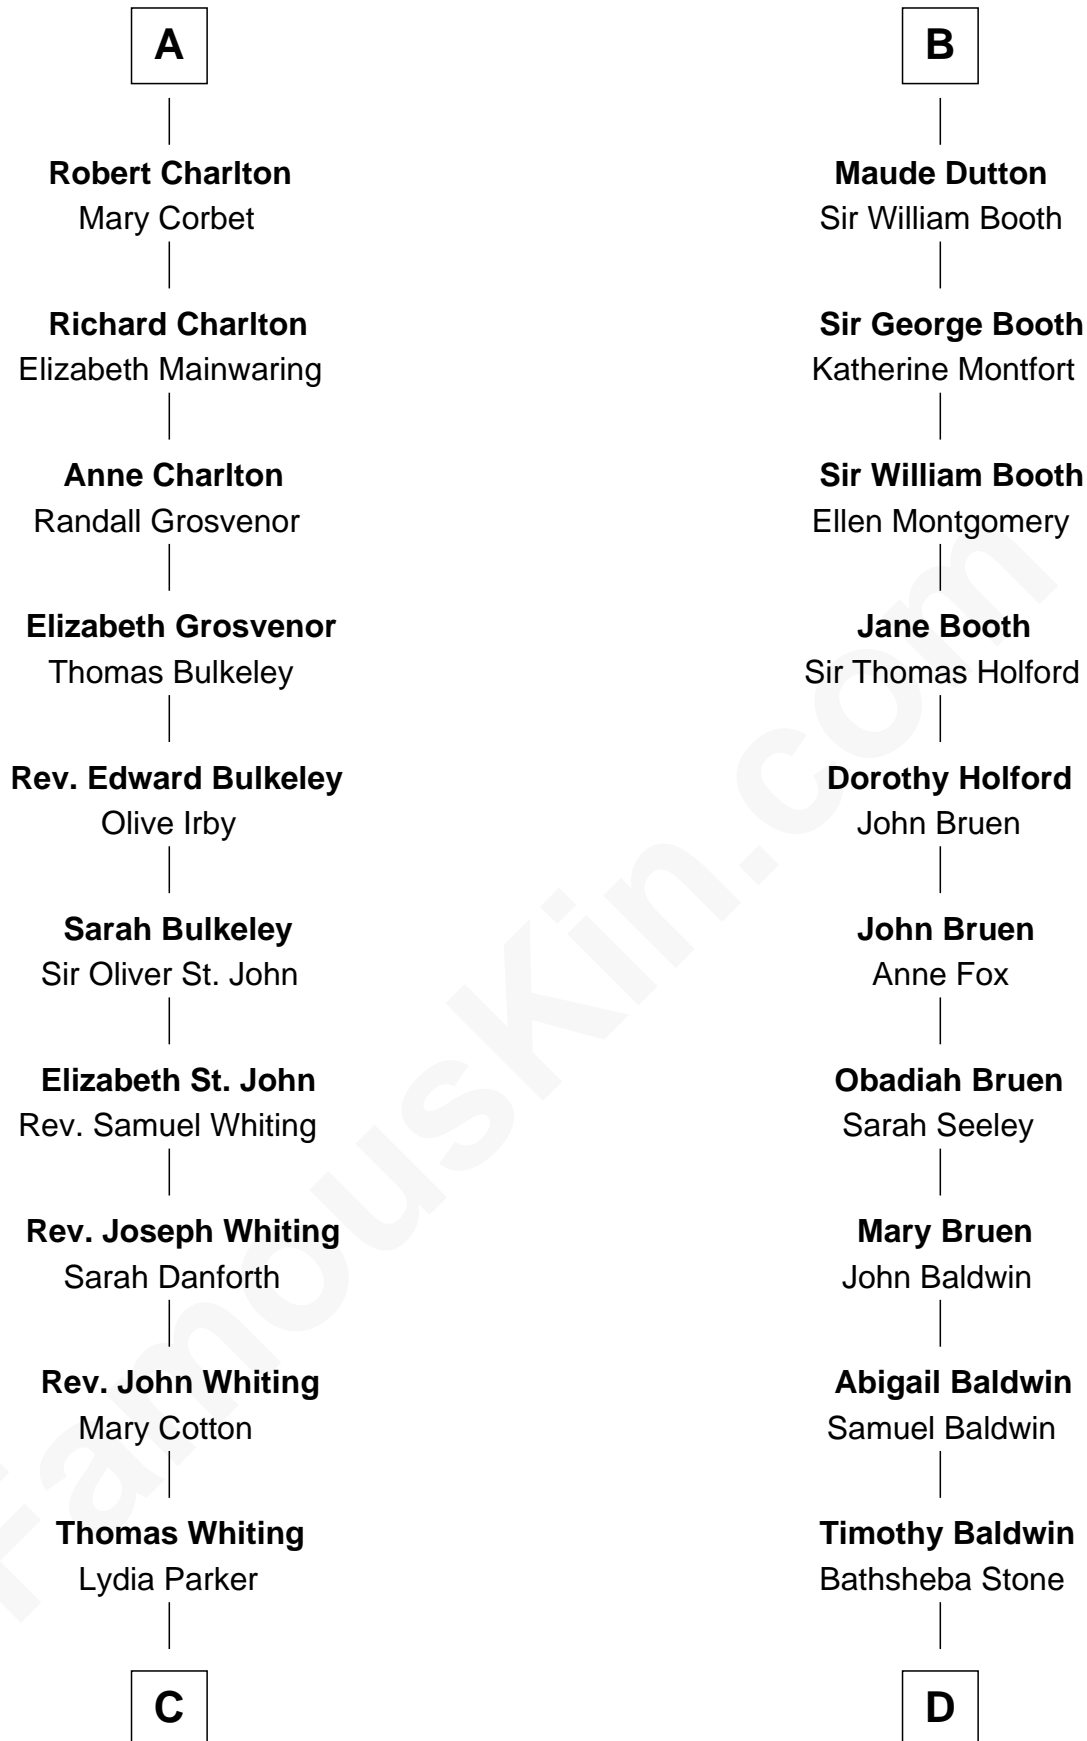 A
Robert Charlton
Mary Corbet
Richard Charlton
Elizabeth Mainwaring
Anne Charlton
Randall Grosvenor
Elizabeth Grosvenor
Thomas Bulkeley
Rev. Edward Bulkeley
Olive Irby
Sarah Bulkeley
Sir Oliver St. John
Elizabeth St. John
Rev. Samuel Whiting
Rev. Joseph Whiting
Sarah Danforth
Rev. John Whiting
Mary Cotton
Thomas Whiting
Lydia Parker
C
B
Maude Dutton
Sir William Booth
Sir George Booth
Katherine Montfort
Sir William Booth
Ellen Montgomery
Jane Booth
Sir Thomas Holford
Dorothy Holford
John Bruen
John Bruen
Anne Fox
Obadiah Bruen
Sarah Seeley
Mary Bruen
John Baldwin
Abigail Baldwin
Samuel Baldwin
Timothy Baldwin
Bathsheba Stone
D
FamousKin.com